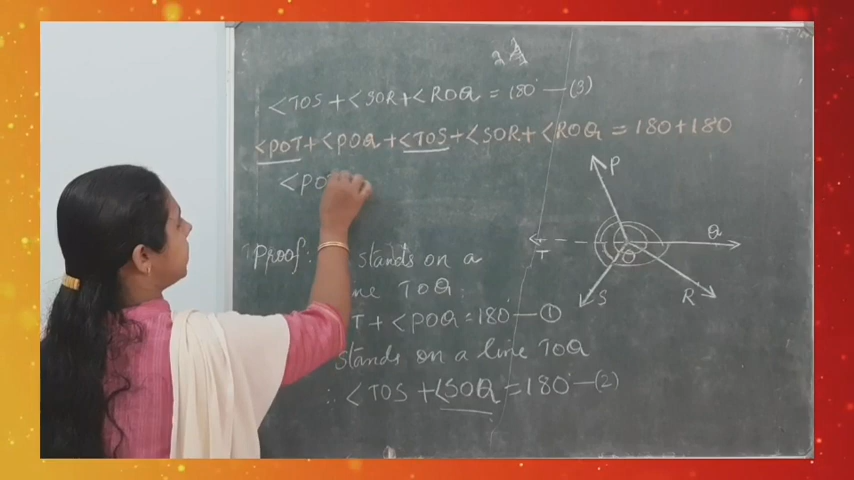 <TOS + <SOR + <ROQ = 180° — (3)
<POT + <POQ + <TOS + <SOR + <ROQ = 180 + 180
<PO
P
Q
T
O
S
R
Proof: stands on a
ne TOQ.
T + <POQ = 180° — ①
stands on a line TOQ
∴ <TOS + <SOQ = 180° — (2)